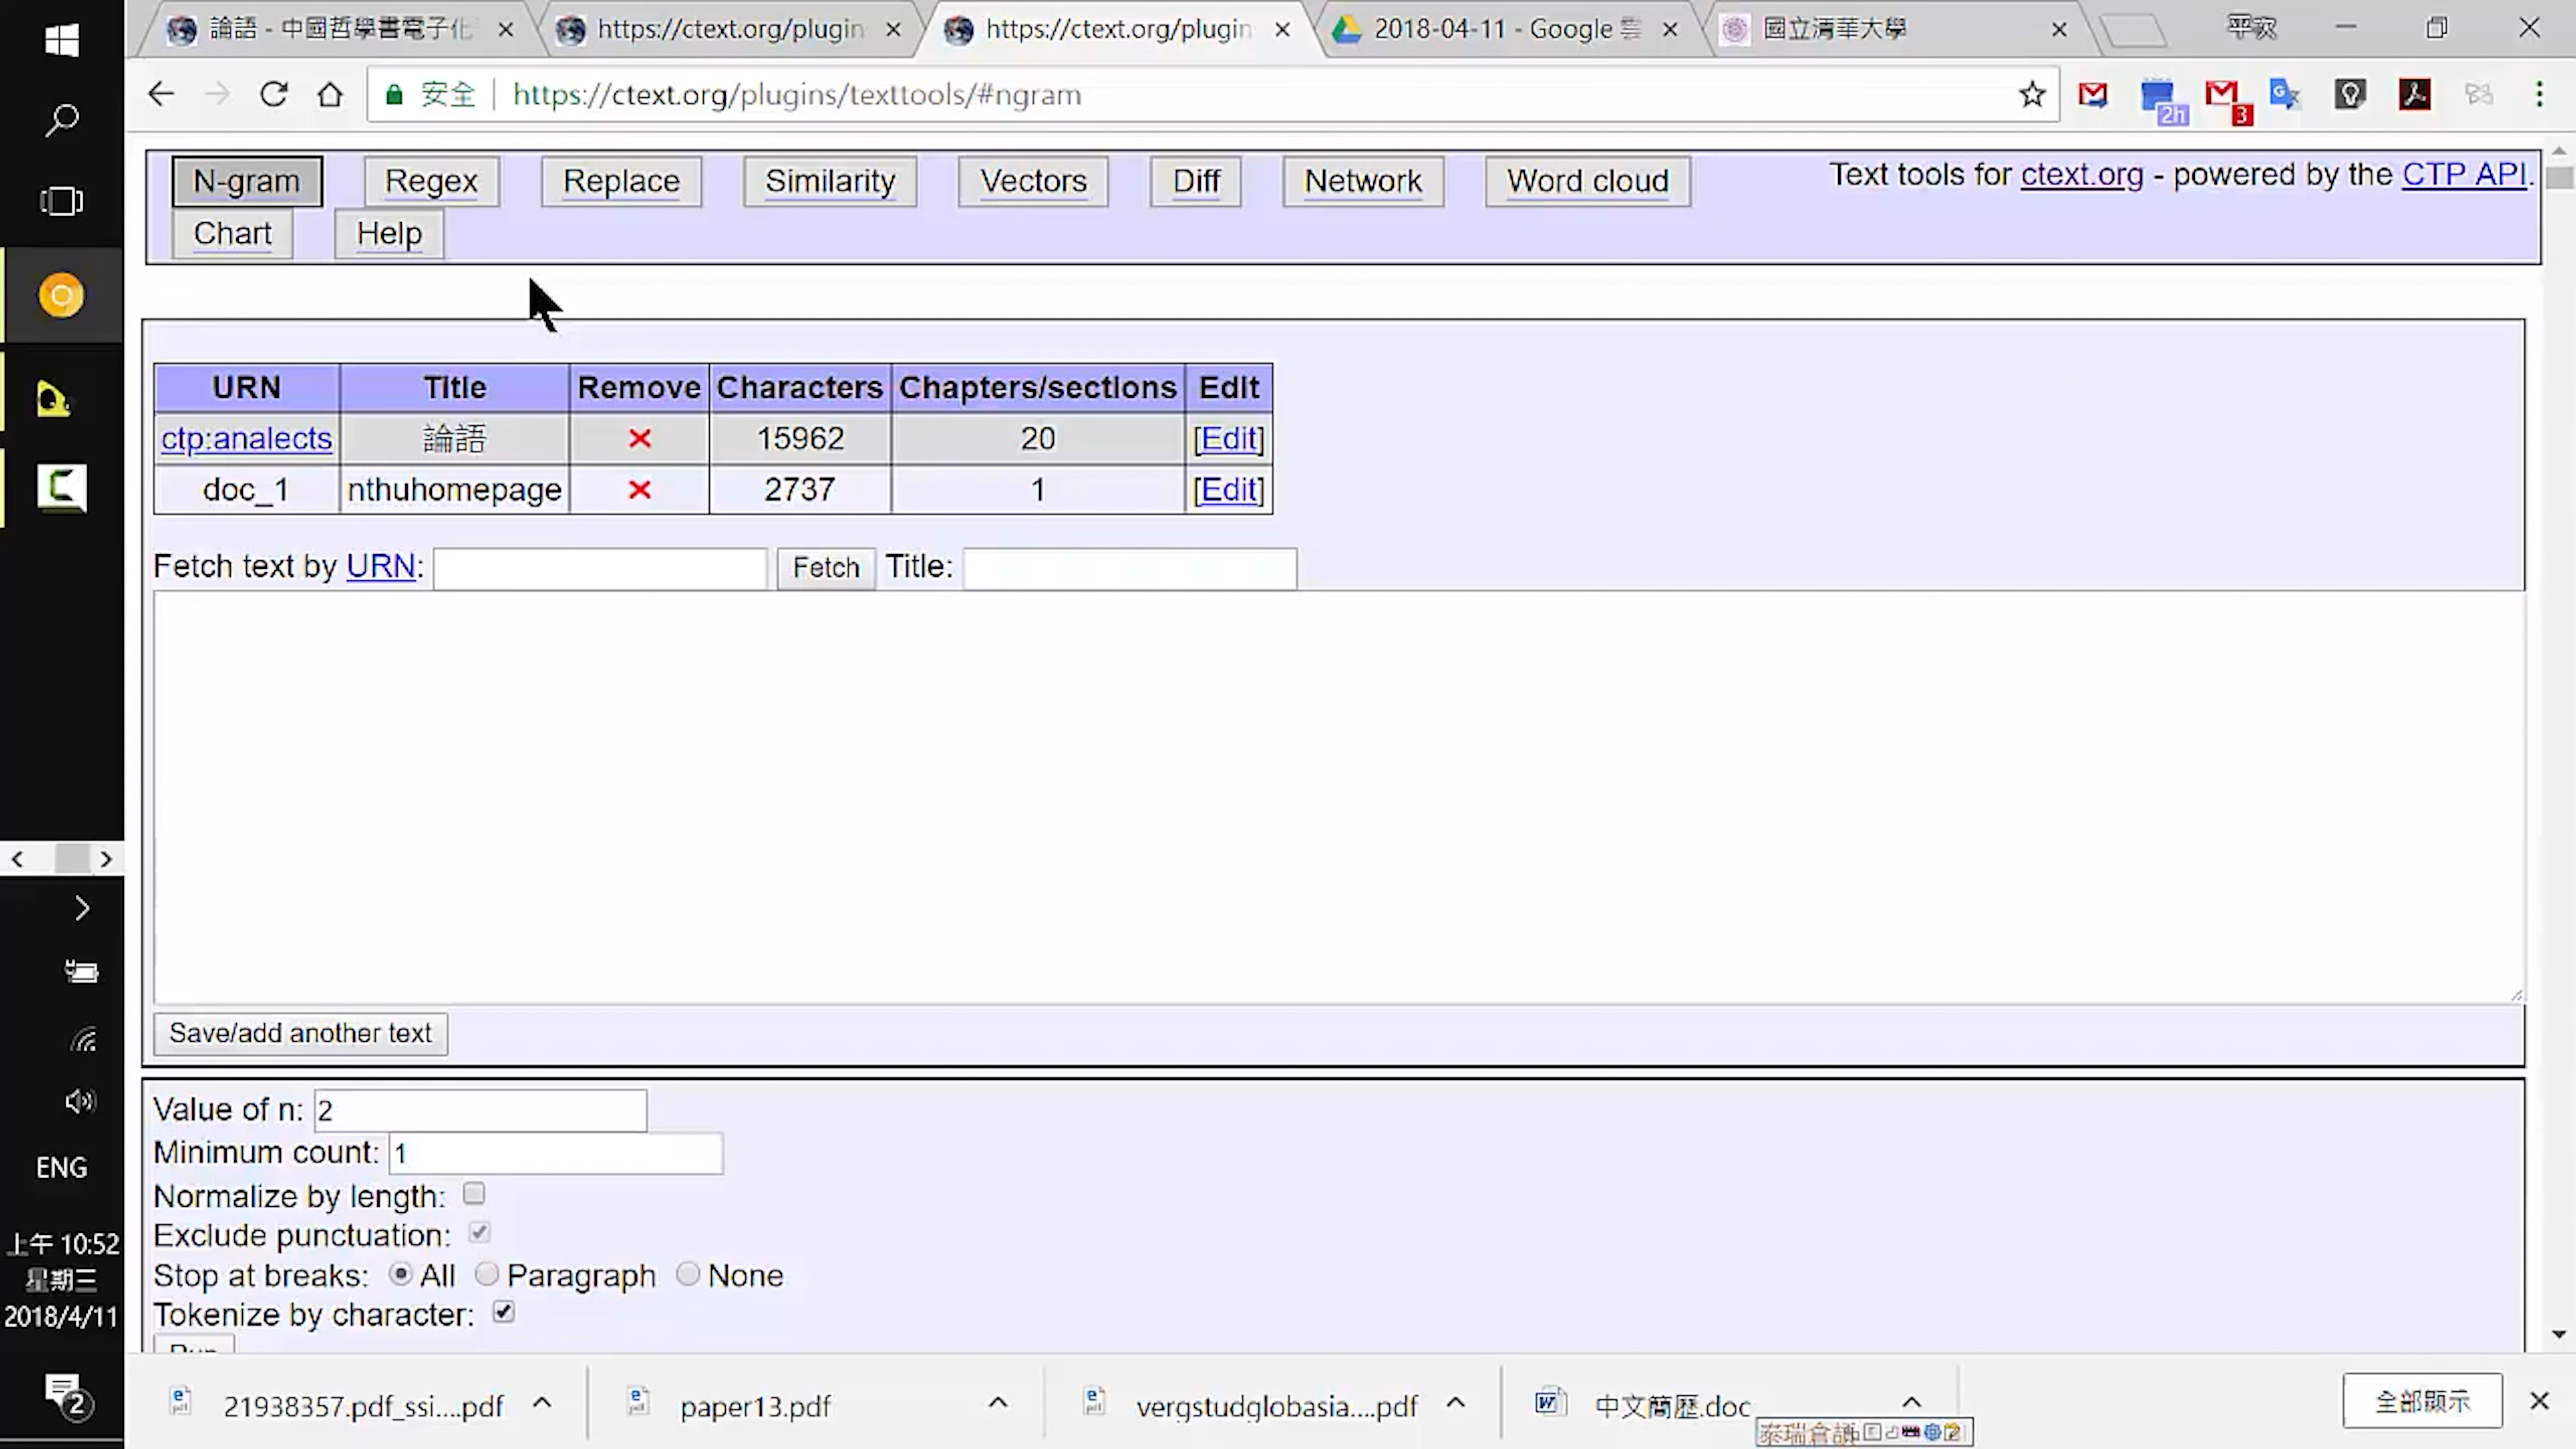 論語 - 中國哲學書電子化
https://ctext.org/plugin
https://ctext.org/plugin
2018-04-11 - Google 雲
國立清華大學
安全
https://ctext.org/plugins/texttools/#ngram
2h
3
N-gram Regex Replace Similarity Vectors Diff Network Word cloud
Text tools for ctext.org - powered by the CTP API.
Chart Help
URN Title Remove Characters Chapters/sections Edit
ctp:analects 論語 15962 20 [Edit]
doc_1 nthuhomepage 2737 1 [Edit]
Fetch text by URN: Fetch Title:
Save/add another text
Value of n: 2
Minimum count: 1
Normalize by length:
Exclude punctuation:
Stop at breaks: All Paragraph None
Tokenize by character:
Run
ENG
上午 10:52
星期三
2018/4/11
2
21938357.pdf_ssi....pdf
paper13.pdf
vergstudglobasia....pdf
中文簡歷.doc
全部顯示